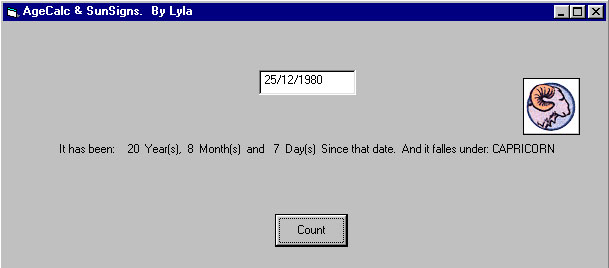 AgeCalc & SunSigns. By Lyla
25/12/1980
It has been: 20 Year(s), 8 Month(s) and 7 Day(s) Since that date. And it falles under: CAPRICORN
Count